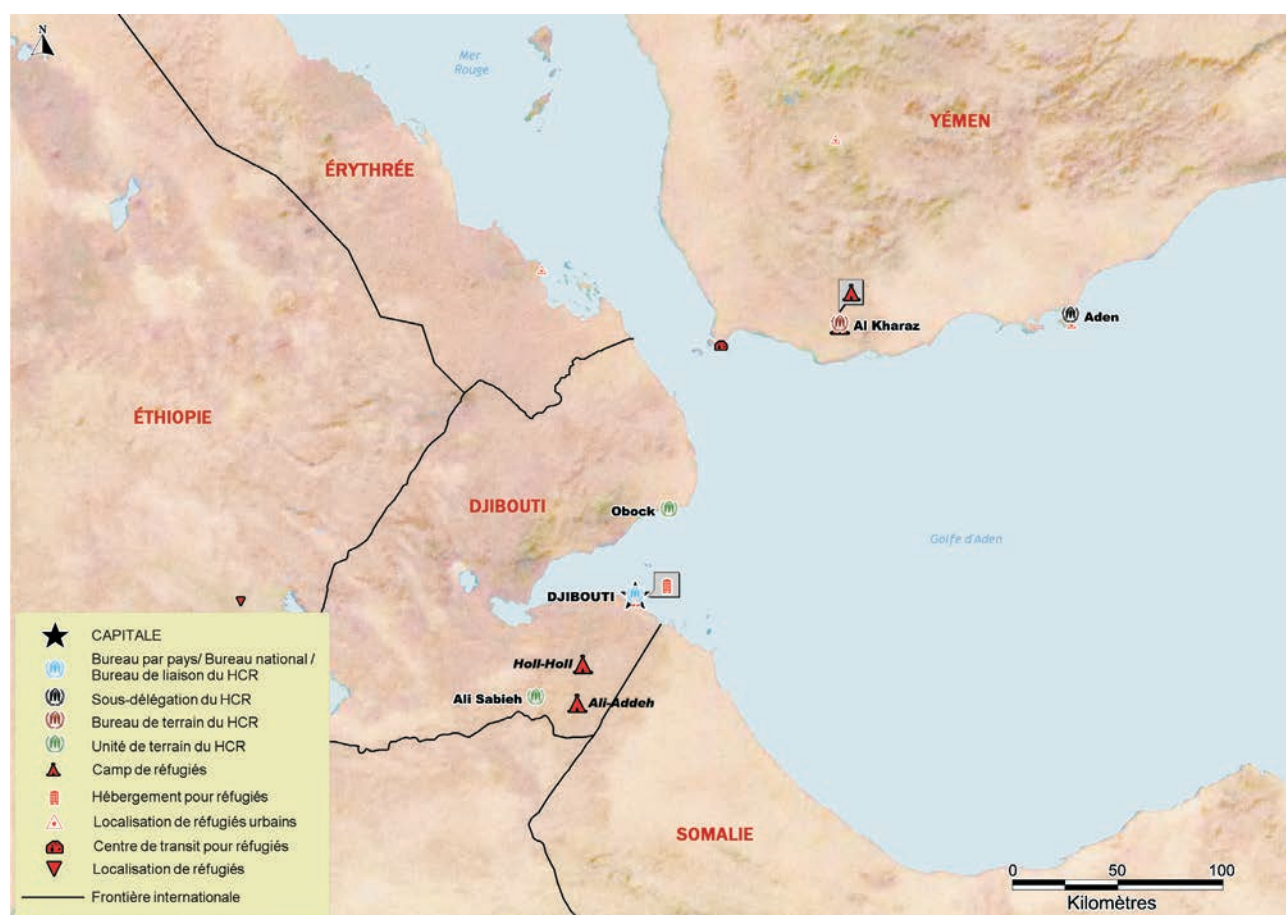 N
Mer
Rouge
YÉMEN
ÉRYTHRÉE
Al Kharaz
Aden
ÉTHIOPIE
DJIBOUTI
Obock
Golfe d'Aden
DJIBOUTI
Holl-Holl
Ali Sabieh
Ali-Addeh
SOMALIE
CAPITALE
Bureau par pays/ Bureau national /
Bureau de liaison du HCR
Sous-délégation du HCR
Bureau de terrain du HCR
Unité de terrain du HCR
Camp de réfugiés
Hébergement pour réfugiés
Localisation de réfugiés urbains
Centre de transit pour réfugiés
Localisation de réfugiés
Frontière internationale
0 50 100
Kilomètres